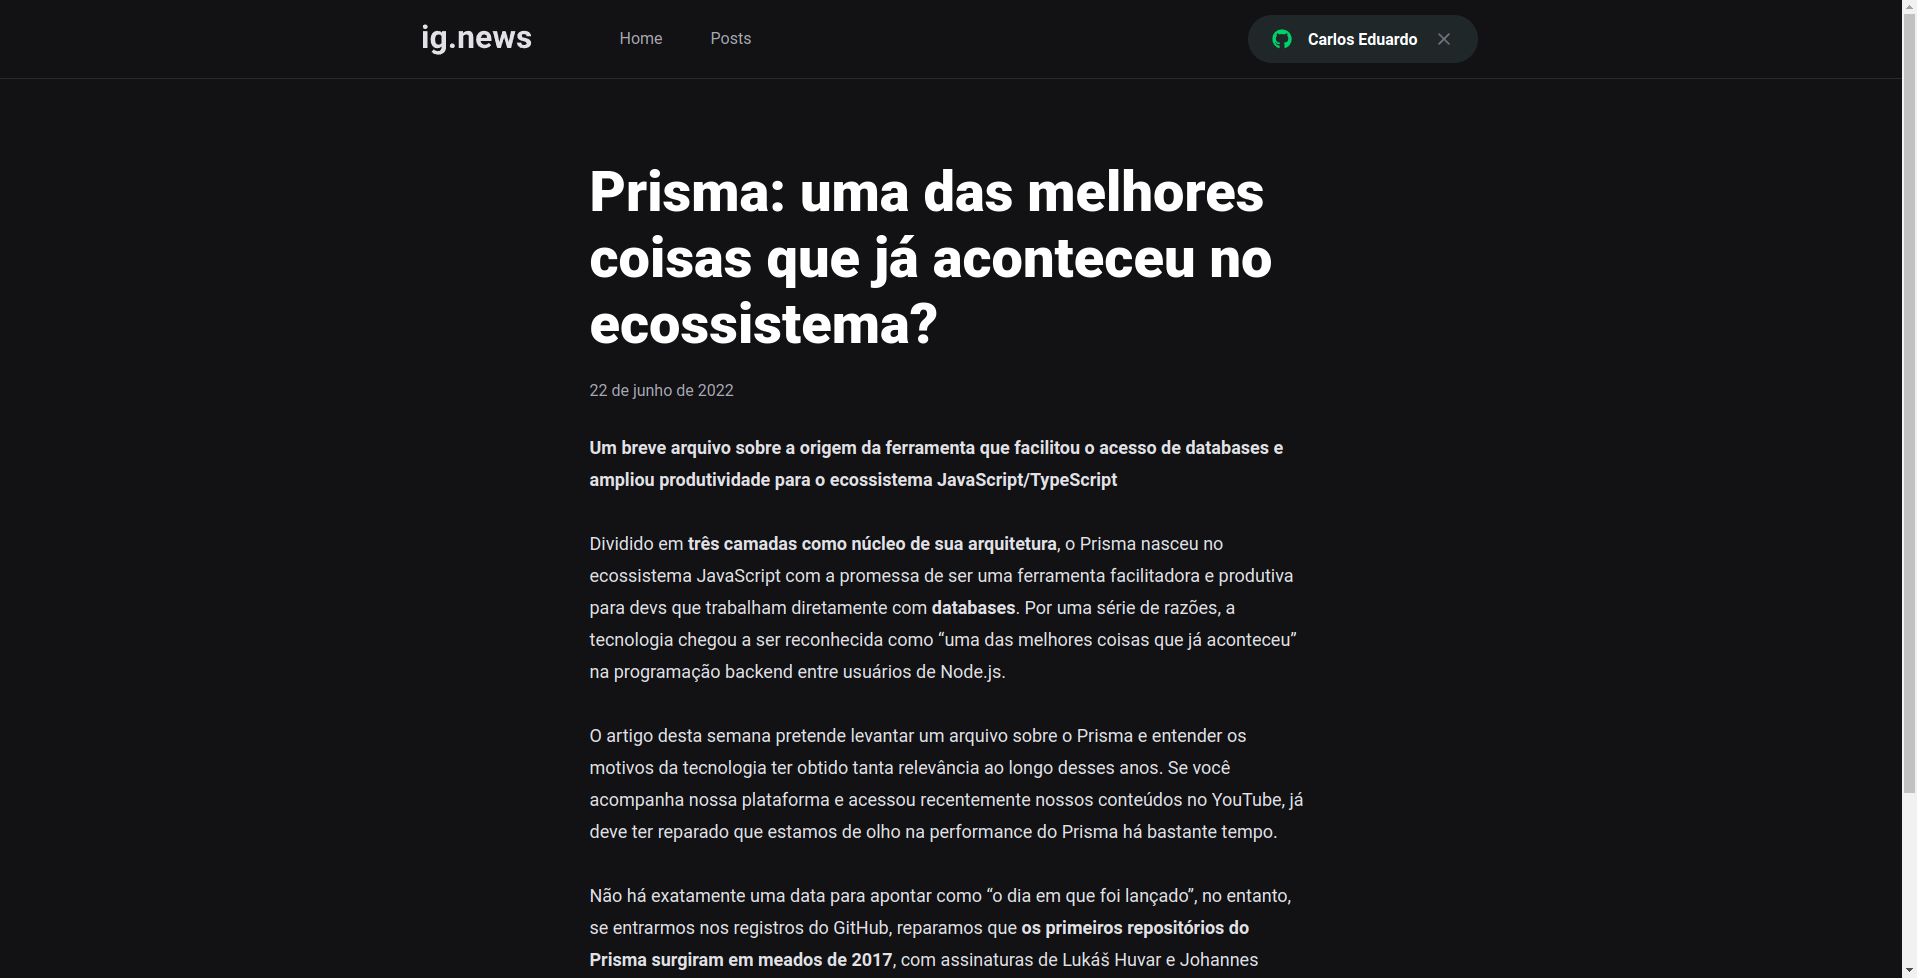 ig.news
Home
Posts
Carlos Eduardo
Prisma: uma das melhores
coisas que já aconteceu no
ecossistema?
22 de junho de 2022
Um breve arquivo sobre a origem da ferramenta que facilitou o acesso de databases e
ampliou produtividade para o ecossistema JavaScript/TypeScript
Dividido em três camadas como núcleo de sua arquitetura, o Prisma nasceu no
ecossistema JavaScript com a promessa de ser uma ferramenta facilitadora e produtiva
para devs que trabalham diretamente com databases. Por uma série de razões, a
tecnologia chegou a ser reconhecida como “uma das melhores coisas que já aconteceu”
na programação backend entre usuários de Node.js.
O artigo desta semana pretende levantar um arquivo sobre o Prisma e entender os
motivos da tecnologia ter obtido tanta relevância ao longo desses anos. Se você
acompanha nossa plataforma e acessou recentemente nossos conteúdos no YouTube, já
deve ter reparado que estamos de olho na performance do Prisma há bastante tempo.
Não há exatamente uma data para apontar como “o dia em que foi lançado”, no entanto,
se entrarmos nos registros do GitHub, reparamos que os primeiros repositórios do
Prisma surgiram em meados de 2017, com assinaturas de Lukáš Huvar e Johannes